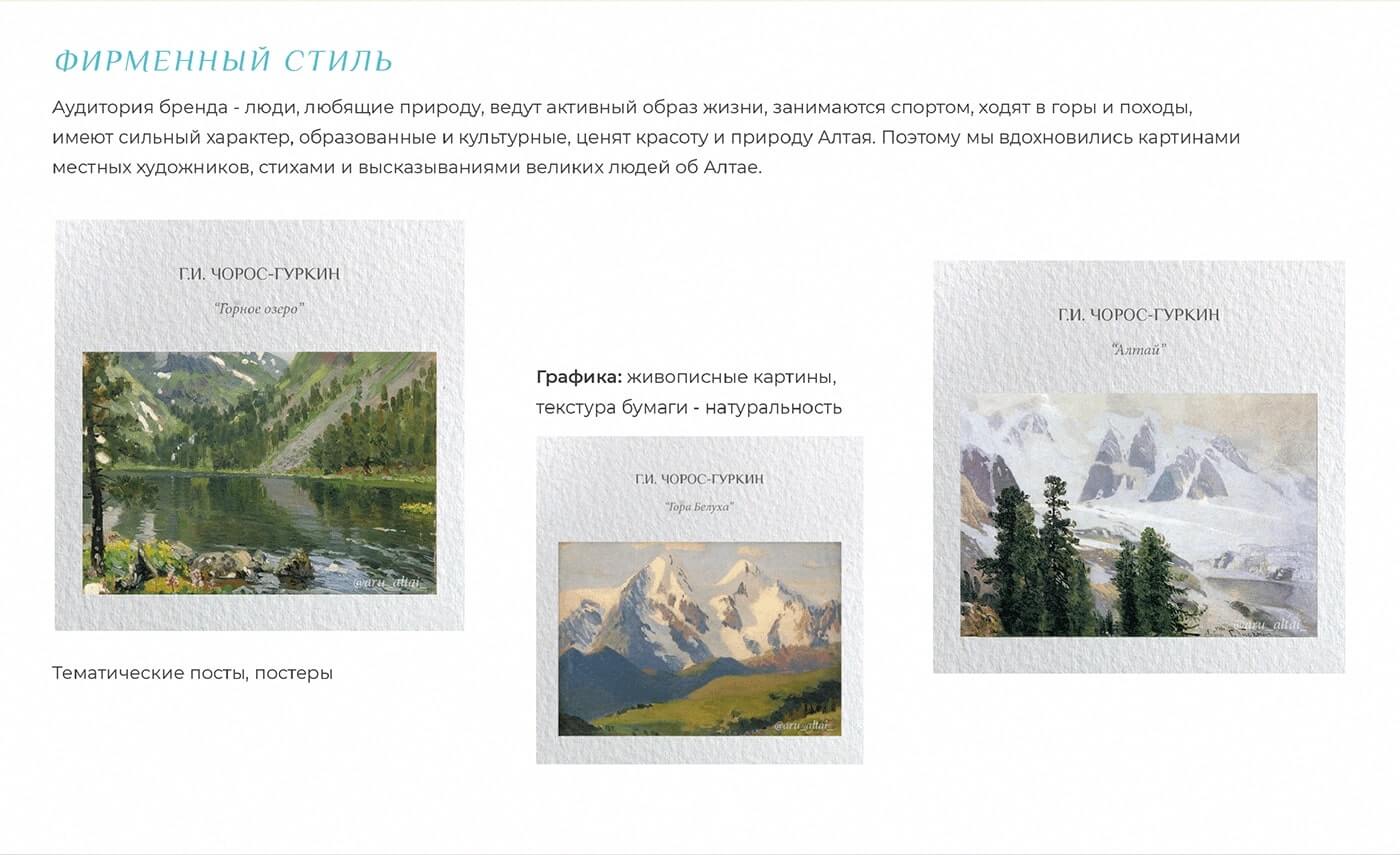 ФИРМЕННЫЙ СТИЛЬ
Аудитория бренда - люди, любящие природу, ведут активный образ жизни, занимаются спортом, ходят в горы и походы,
имеют сильный характер, образованные и культурные, ценят красоту и природу Алтая. Поэтому мы вдохновились картинами
местных художников, стихами и высказываниями великих людей об Алтае.
Г.И. ЧОРОС-ГУРКИН
“Горное озеро”
@aru_altai_
Тематические посты, постеры
Графика: живописные картины,
текстура бумаги - натуральность
Г.И. ЧОРОС-ГУРКИН
“Гора Белуха”
@aru_altai_
Г.И. ЧОРОС-ГУРКИН
“Алтай”
@aru_altai_